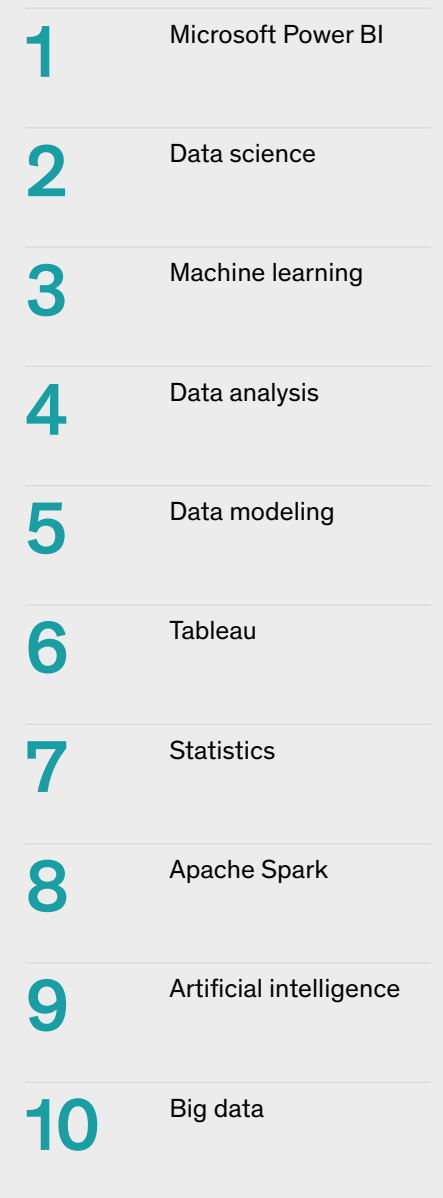 1 Microsoft Power BI
2 Data science
3 Machine learning
4 Data analysis
5 Data modeling
6 Tableau
7 Statistics
8 Apache Spark
9 Artificial intelligence
10 Big data